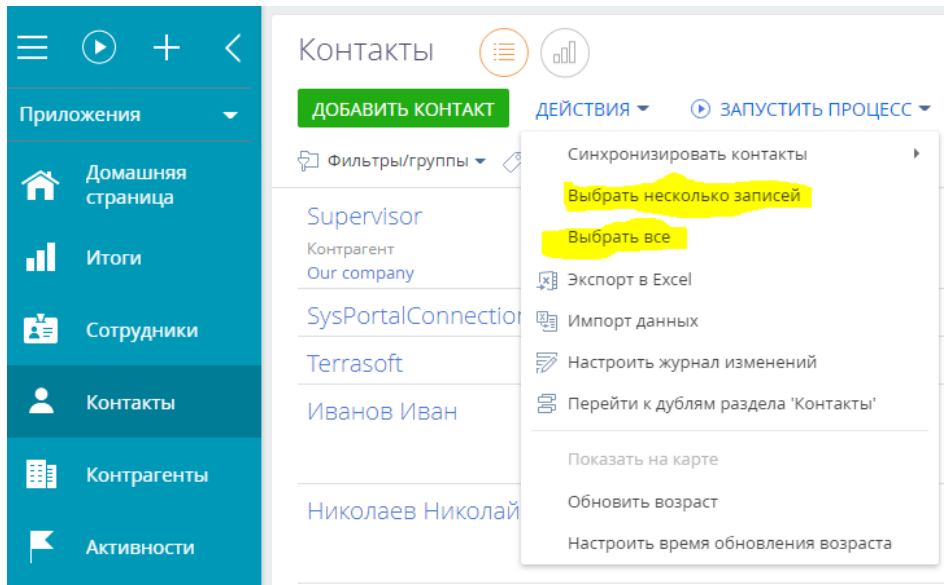 Контакты
Приложения
ДОБАВИТЬ КОНТАКТ
ДЕЙСТВИЯ
ЗАПУСТИТЬ ПРОЦЕСС
Фильтры/группы
Домашняя
страница
Итоги
Сотрудники
Контакты
Контрагенты
Активности
Supervisor
Контрагент
Our company
SysPortalConnection
Terrasoft
Иванов Иван
Николаев Николай
Синхронизировать контакты
Выбрать несколько записей
Выбрать все
Экспорт в Excel
Импорт данных
Настроить журнал изменений
Перейти к дублям раздела 'Контакты'
Показать на карте
Обновить возраст
Настроить время обновления возраста